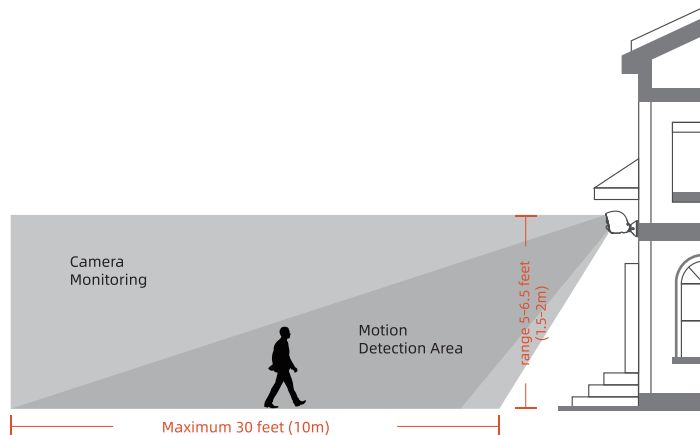 Camera
Monitoring
Motion
Detection Area
range 5-6.5 feet
(1.5-2m)
Maximum 30 feet (10m)